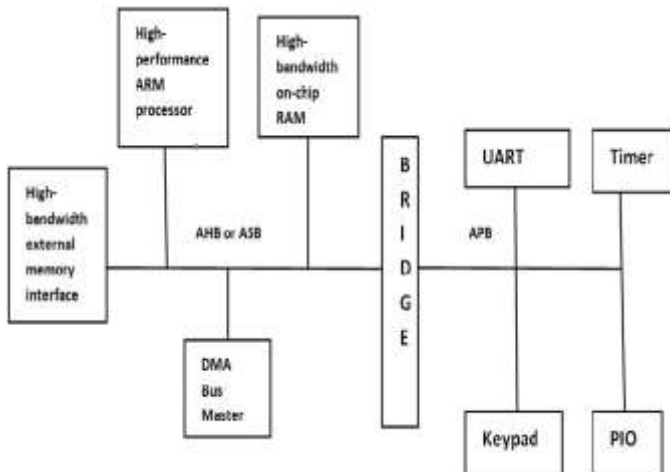 High-
performance
ARM
processor
High-
bandwidth
on-chip
RAM
High-
bandwidth
external
memory
interface
AHB or ASB
DMA
Bus
Master
B
R
I
D
G
E
APB
UART
Timer
Keypad
PIO